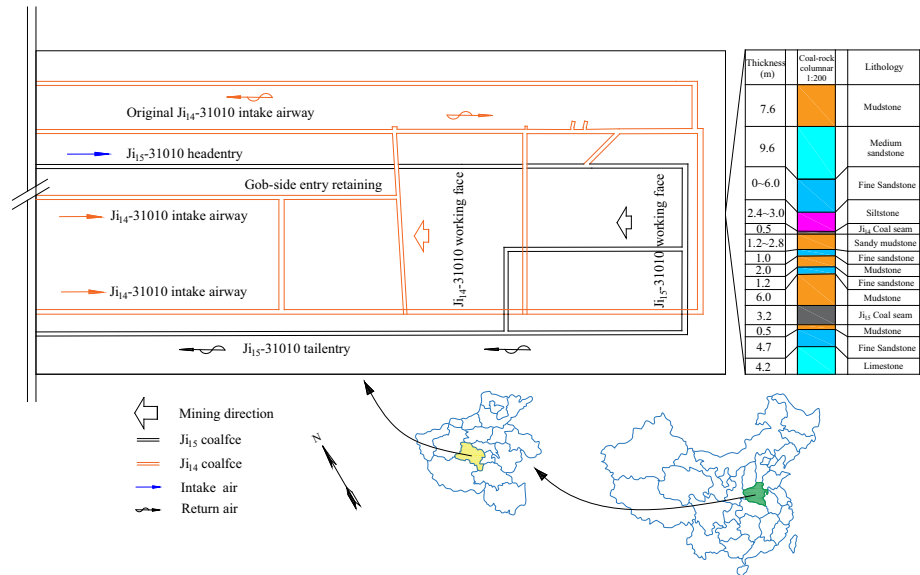 Original Ji14-31010 intake airway
Ji15-31010 headentry
Gob-side entry retaining
Ji14-31010 intake airway
Ji14-31010 intake airway
Ji14-31010 working face
Ji15-31010 working face
Ji15-31010 tailentry
Thickness (m) Coal-rock columnar 1:200 Lithology
7.6 Mudstone
9.6 Medium sandstone
0~6.0 Fine Sandstone
2.4~3.0 Siltstone
0.5 Ji14 Coal seam
1.2~2.8 Sandy mudstone
1.0 Fine sandstone
2.0 Mudstone
1.2 Fine sandstone
6.0 Mudstone
3.2 Ji15 Coal seam
0.5 Mudstone
4.7 Fine Sandstone
4.2 Limestone
Mining direction
Ji15 coalfce
Ji14 coalfce
Intake air
Return air
N